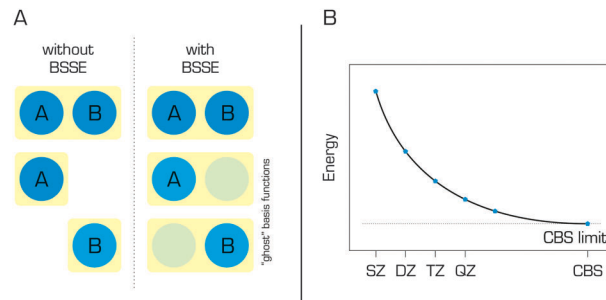 A
without
BSSE
with
BSSE
A B
A B
A
A
B
B
"ghost" basis functions
B
Energy
CBS limit
SZ DZ TZ QZ CBS